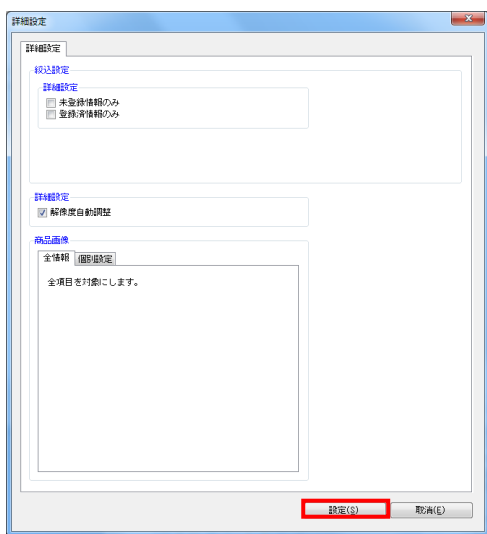 詳細設定
詳細設定
絞込設定
詳細設定
未登録情報のみ
登録済情報のみ
詳細設定
解像度自動調整
商品画像
全情報 個別設定
全項目を対象にします。
設定(S) 取消(E)